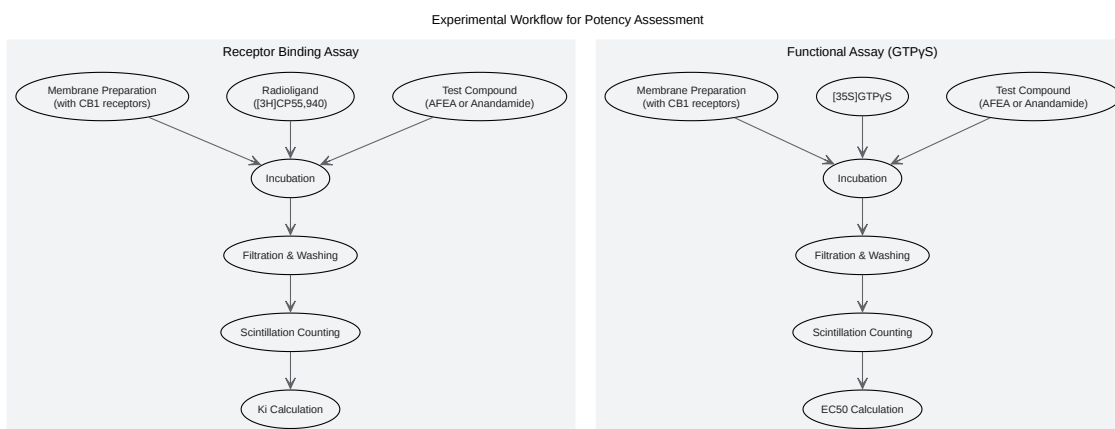 Experimental Workflow for Potency Assessment
Receptor Binding Assay
Membrane Preparation
(with CB1 receptors)
Radioligand
([3H]CP55,940)
Test Compound
(AFEA or Anandamide)
Incubation
Filtration & Washing
Scintillation Counting
Ki Calculation
Functional Assay (GTPγS)
Membrane Preparation
(with CB1 receptors)
[35S]GTPγS
Test Compound
(AFEA or Anandamide)
Incubation
Filtration & Washing
Scintillation Counting
EC50 Calculation